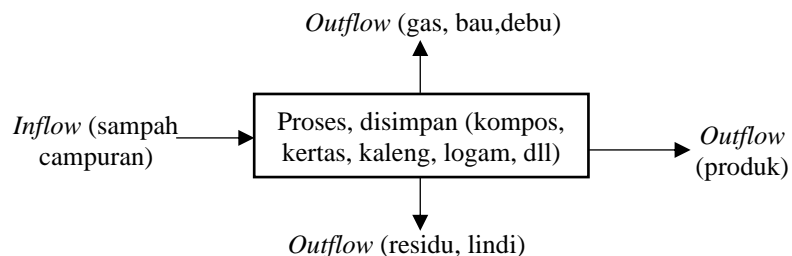 Outflow (gas, bau,debu)
Inflow (sampah
campuran)
Proses, disimpan (kompos,
kertas, kaleng, logam, dll)
Outflow
(produk)
Outflow (residu, lindi)